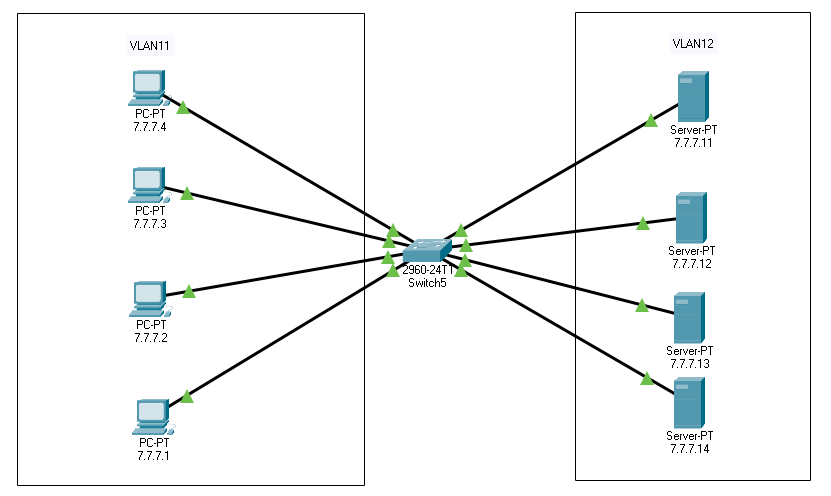 VLAN11
PC-PT
7.7.7.4
PC-PT
7.7.7.3
PC-PT
7.7.7.2
PC-PT
7.7.7.1
2960-24TT
Switch5
VLAN12
Server-PT
7.7.7.11
Server-PT
7.7.7.12
Server-PT
7.7.7.13
Server-PT
7.7.7.14